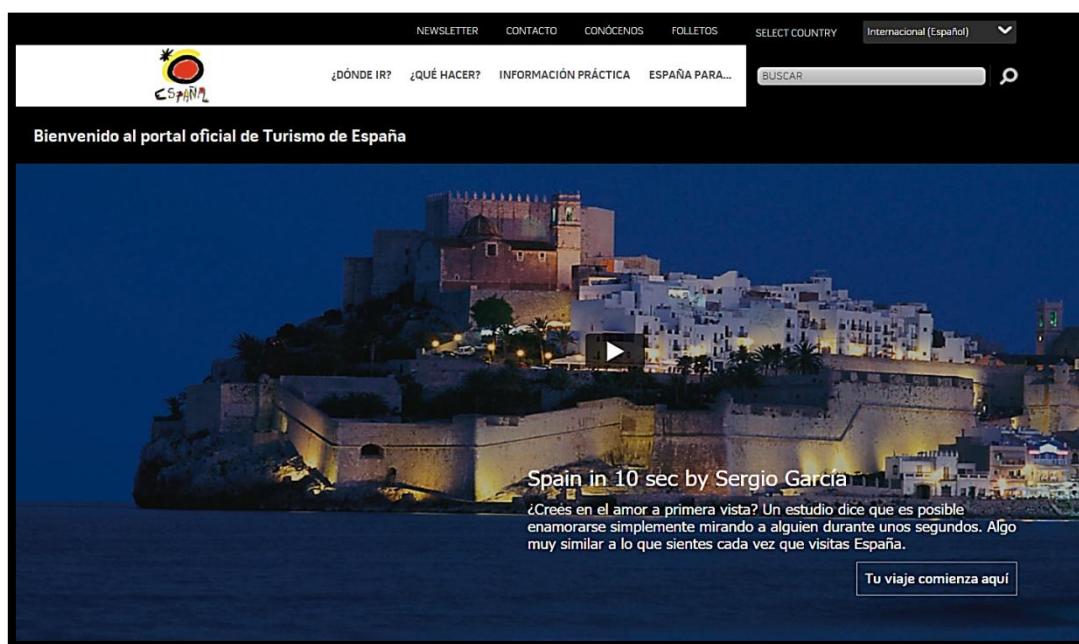 NEWSLETTER CONTACTO CONÓCENOS FOLLETOS SELECT COUNTRY Internacional (Español)
ESPAÑA
¿DÓNDE IR? ¿QUÉ HACER? INFORMACIÓN PRÁCTICA ESPAÑA PARA... BUSCAR
Bienvenido al portal oficial de Turismo de España
Spain in 10 sec by Sergio García
¿Crees en el amor a primera vista? Un estudio dice que es posible
enamorarse simplemente mirando a alguien durante unos segundos. Algo
muy similar a lo que sientes cada vez que visitas España.
Tu viaje comienza aquí